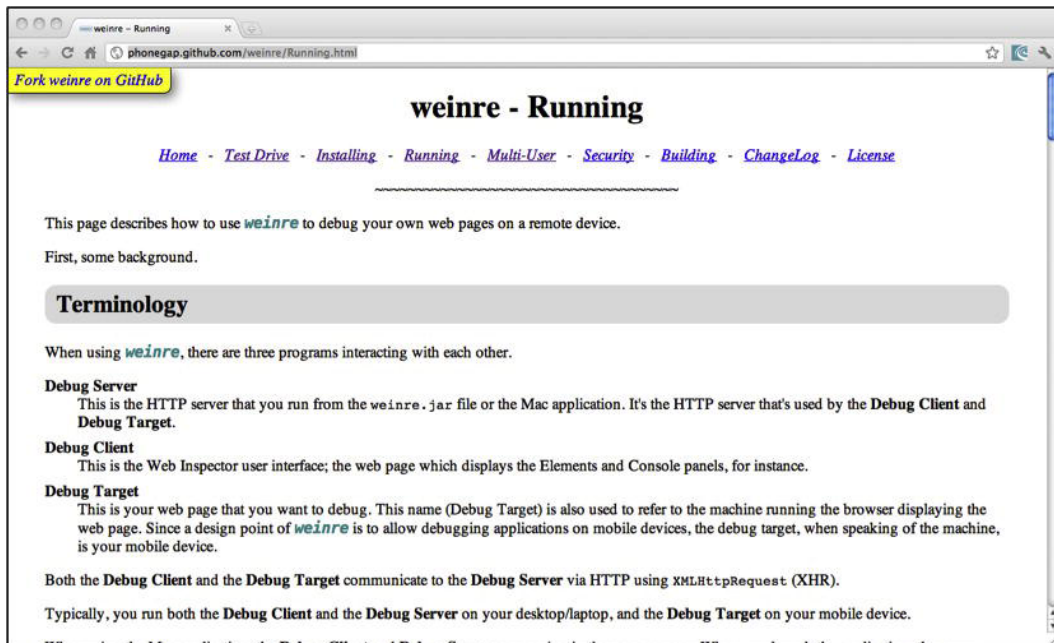 weinre - Running
phonegap.github.com/weinre/Running.html
Fork weinre on GitHub
weinre - Running
Home - Test Drive - Installing - Running - Multi-User - Security - Building - ChangeLog - License
~~~~~~~~~~~~~~~~~~~~~~~~~~~~~~~~~~~~~~
This page describes how to use weinre to debug your own web pages on a remote device.
First, some background.
Terminology
When using weinre, there are three programs interacting with each other.
Debug Server
This is the HTTP server that you run from the weinre.jar file or the Mac application. It's the HTTP server that's used by the Debug Client and
Debug Target.
Debug Client
This is the Web Inspector user interface; the web page which displays the Elements and Console panels, for instance.
Debug Target
This is your web page that you want to debug. This name (Debug Target) is also used to refer to the machine running the browser displaying the
web page. Since a design point of weinre is to allow debugging applications on mobile devices, the debug target, when speaking of the machine,
is your mobile device.
Both the Debug Client and the Debug Target communicate to the Debug Server via HTTP using XMLHttpRequest (XHR).
Typically, you run both the Debug Client and the Debug Server on your desktop/laptop, and the Debug Target on your mobile device.